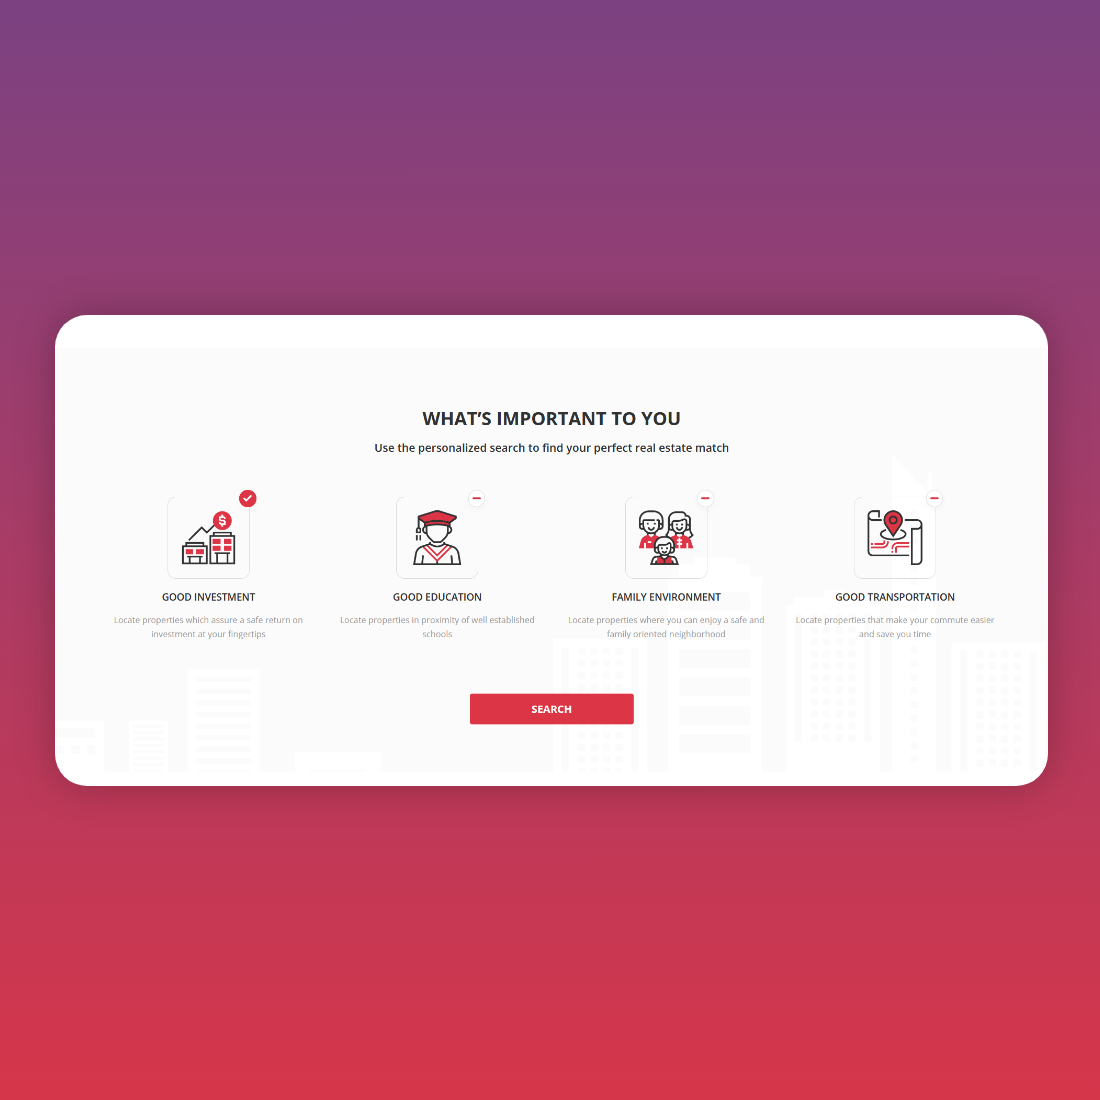 WHAT'S IMPORTANT TO YOU
Use the personalized search to find your perfect real estate match
$
GOOD INVESTMENT
Locate properties which assure a safe return on
investment at your fingertips
GOOD EDUCATION
Locate properties in proximity of well established
schools
FAMILY ENVIRONMENT
Locate properties where you can enjoy a safe and
family oriented neighborhood
GOOD TRANSPORTATION
Locate properties that make your commute easier
and save you time
SEARCH